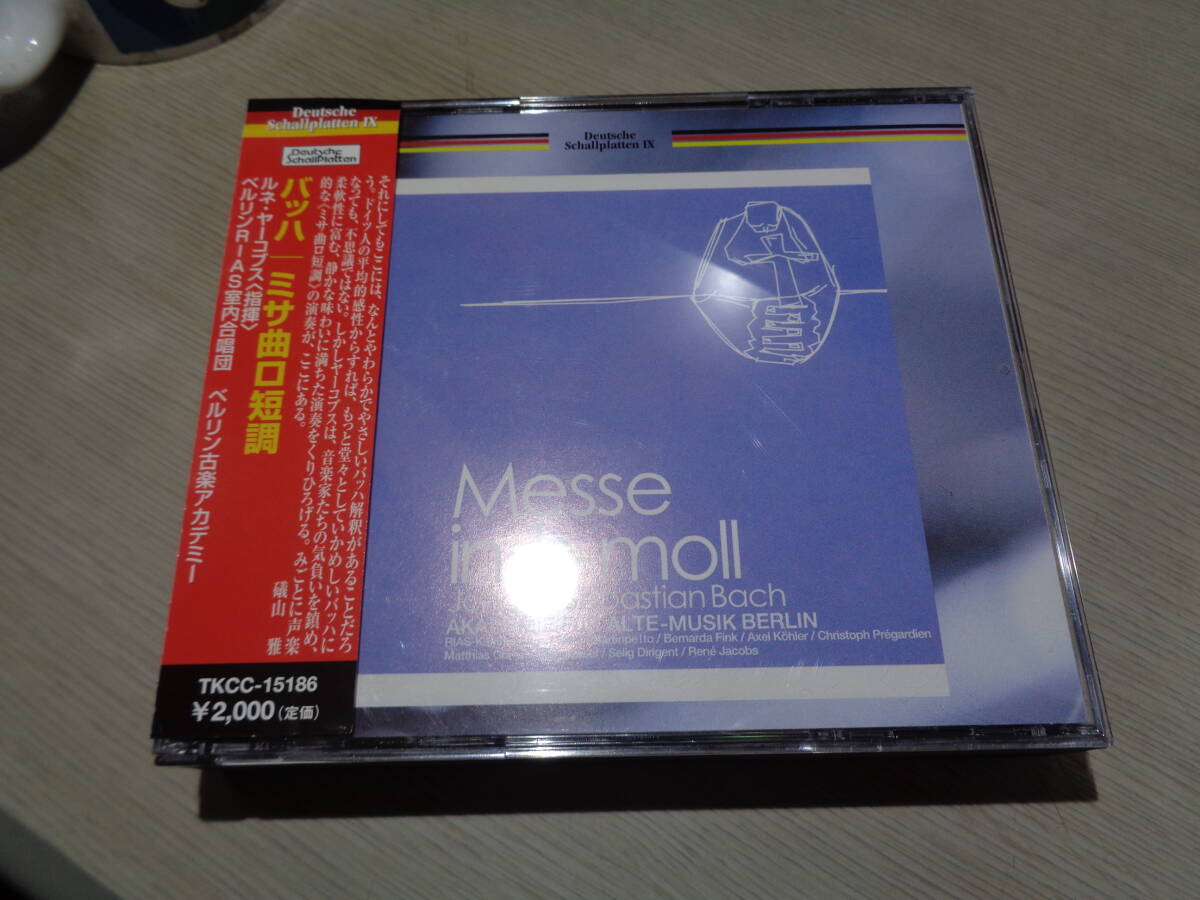 Deutsche
Schallplatten IX
Deutsche
SchallPlatten
バッハ|ミサ曲ロ短調
ルネ・ヤーコプス〈指揮〉
ベルリンRIAS室内合唱団 ベルリン古楽アカデミー
それにしてもここには、なんとやわらかでやさしいバッハ解釈があることだろ
う。ドイツ人の平均的感性からすれば、もっと堂々としていかめしいバッハに
なっても、不思議ではない。しかしヤーコプスは、音楽家たちの気負いを鎮め、
柔軟性に富む、静かな味わいに満ちた演奏をくりひろげる。みごとに声楽
的な〈ミサ曲ロ短調〉の演奏が、ここにある。
礒山 雅
TKCC-15186
¥2,000(定価)
Deutsche
Schallplatten IX
Messe
in moll
Bach
ALTE-MUSIK BERLIN
/ Bernarda Fink / Axel Köhler / Christoph Prégardien
Matthias / Selig Dirigent / René Jacobs